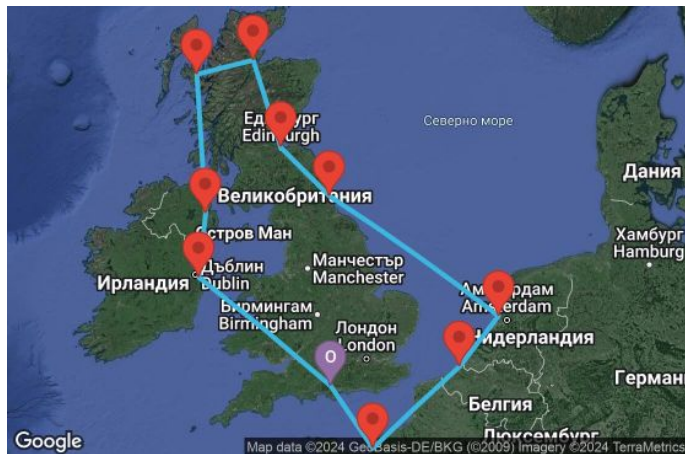 Северно море
Единбург
Edinburgh
Дания
Великобритания
Остров Ман
Хамбург
Hamburg
Манчестър
Manchester
Ирландия
Дъблин
Dublin
Бирмингам
Birmingham
Амстердам
Amsterdam
Лондон
London
Нидерландия
O
Германи
Белгия
Люксембург
Google
Map data ©2024 GeoBasis-DE/BKG (©2009) Imagery ©2024 TerraMetrics